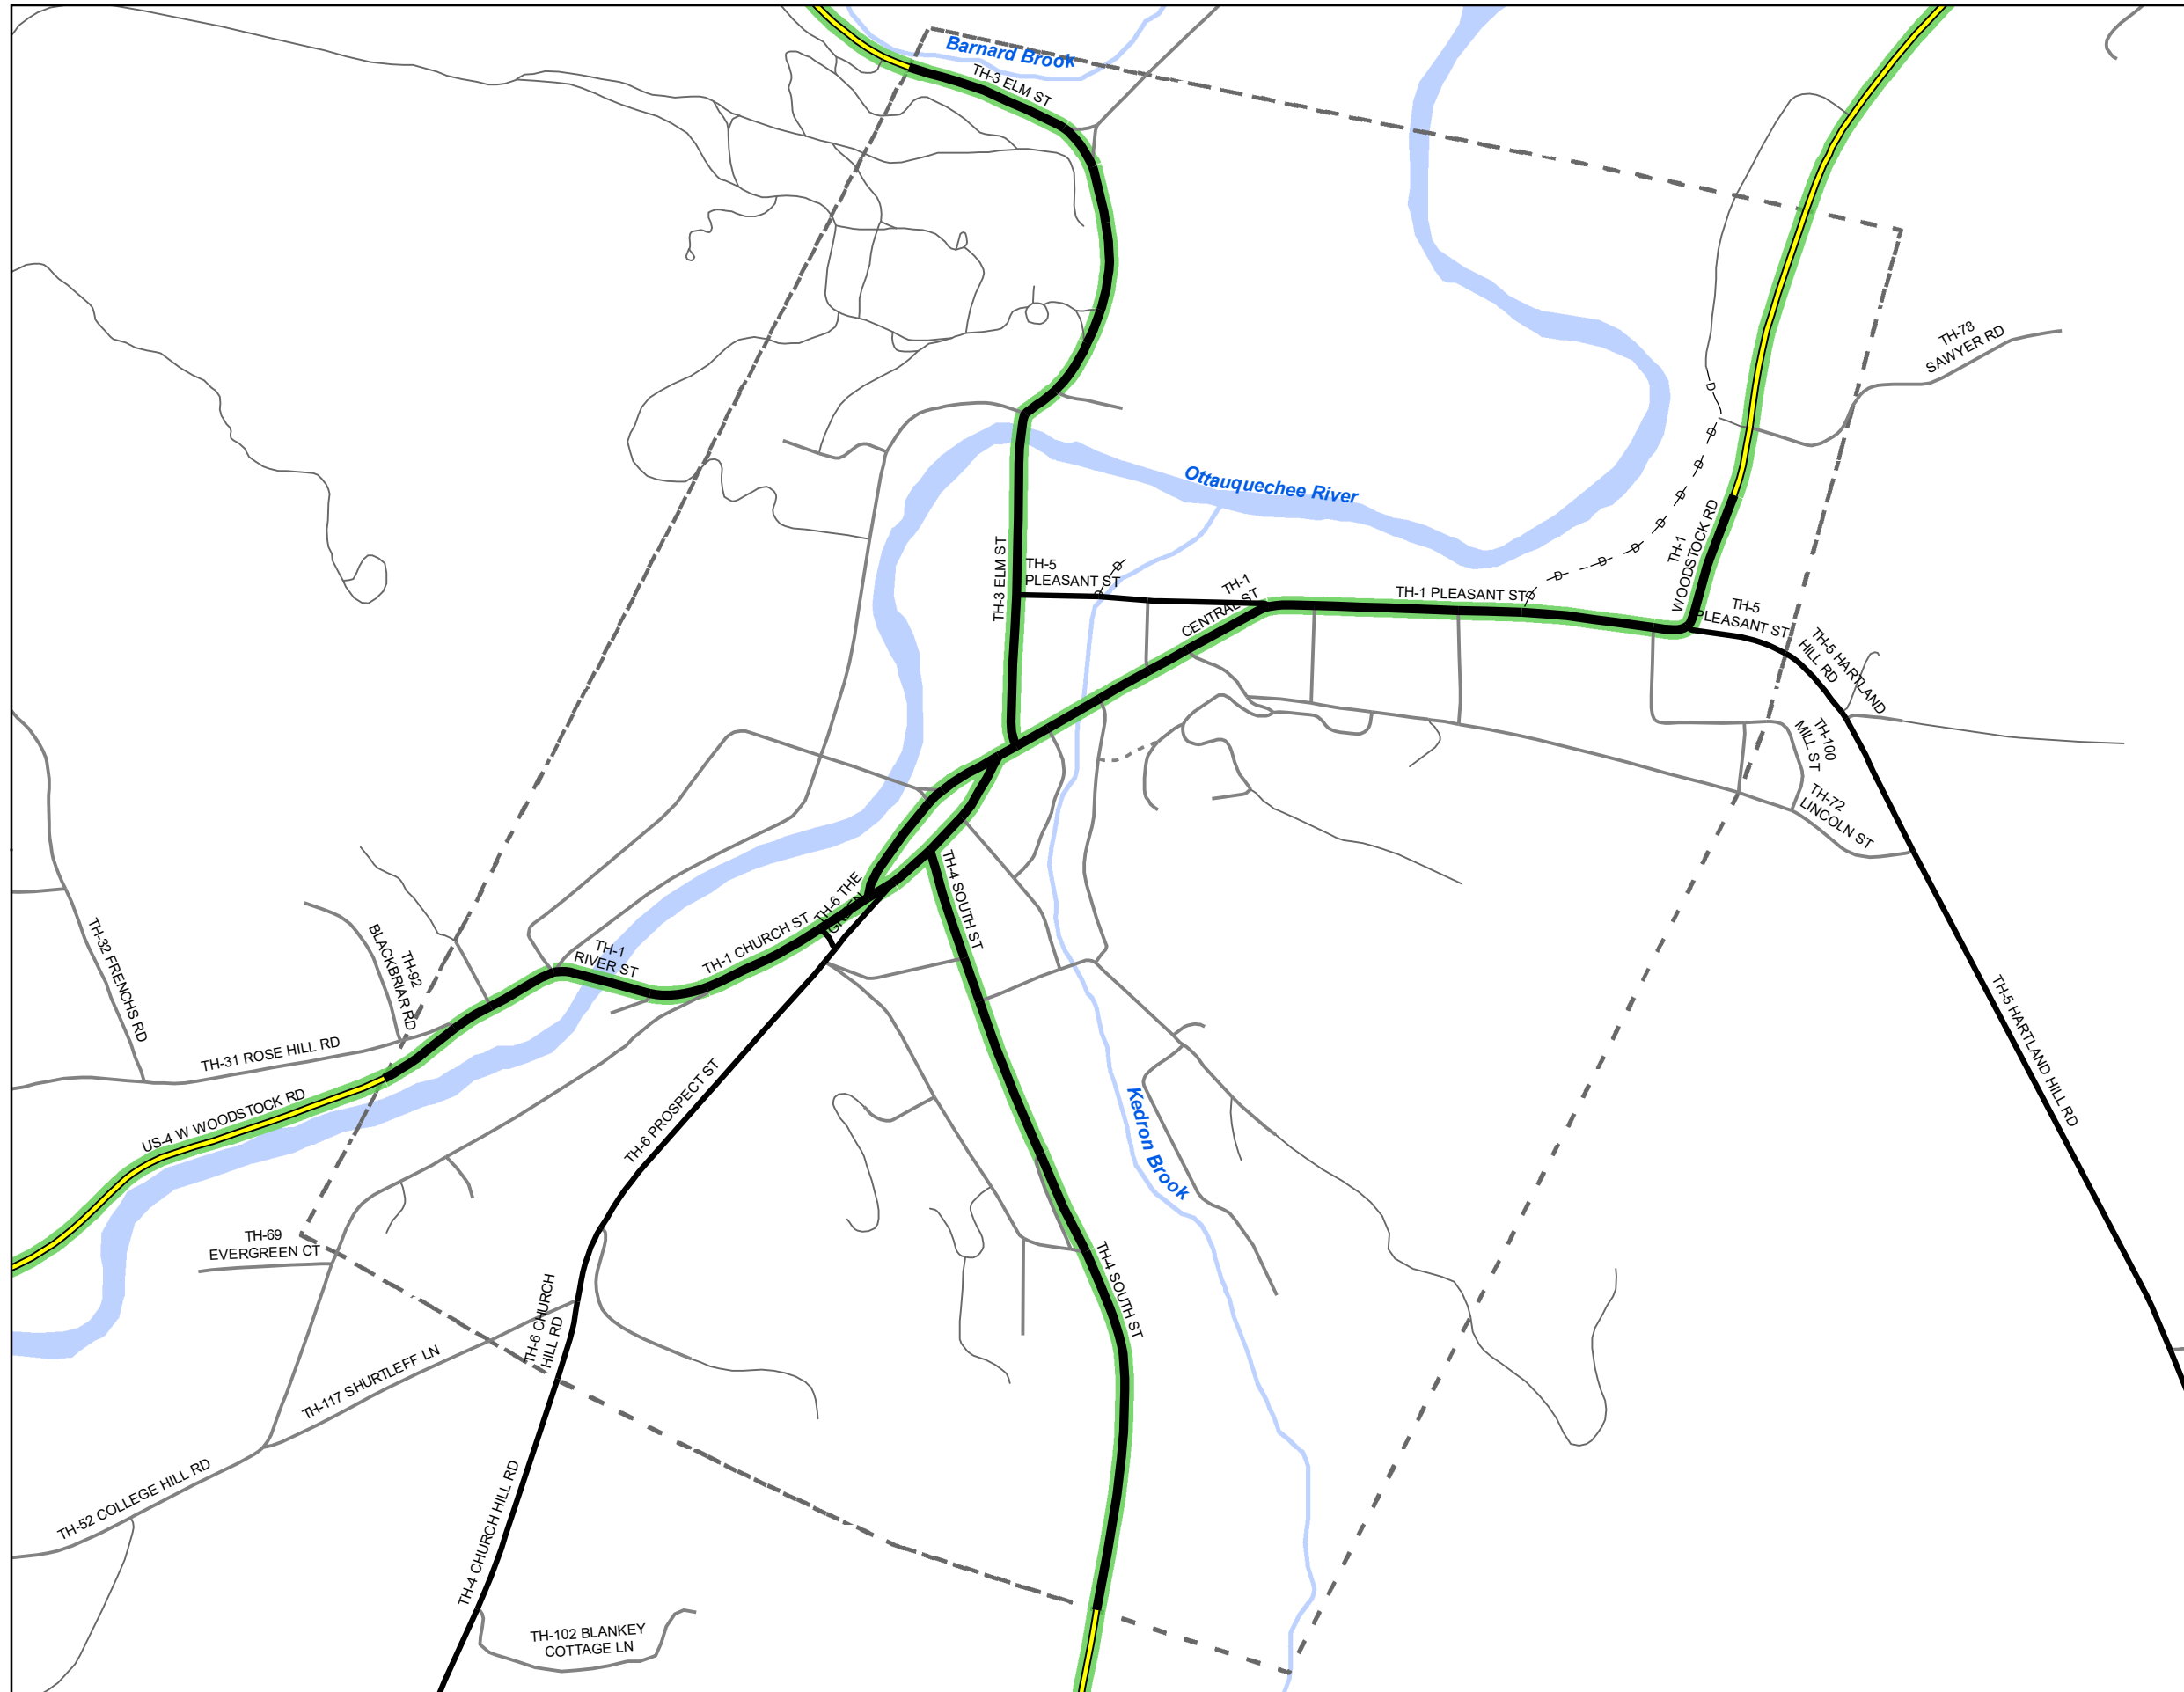 Barnard Brook
TH-3 ELM ST
TH-78
SAWYER RD
Ottauquechee River
TH-3 ELM ST
TH-5
PLEASANT ST
D
D
TH-1
CENTRAL ST
TH-1 PLEASANT ST
D
D
D
D
D
D
D
D
D
TH-1
WOODSTOCK RD
TH-5
PLEASANT ST
TH-5 HARTLAND
HILL RD
TH-100
MILL ST
TH-72
LINCOLN ST
TH-6 THE
GREEN
TH-4 SOUTH ST
TH-1 CHURCH ST
TH-1
RIVER ST
TH-92
BLACKBRIAR RD
TH-32 FRENCHS RD
TH-31 ROSE HILL RD
US-4 W WOODSTOCK RD
TH-6 PROSPECT ST
Kedron Brook
TH-5 HARTLAND HILL RD
TH-69
EVERGREEN CT
TH-6 CHURCH
HILL RD
TH-4 SOUTH ST
TH-117 SHURTLEFF LN
TH-52 COLLEGE HILL RD
TH-4 CHURCH HILL RD
TH-102 BLANKEY
COTTAGE LN